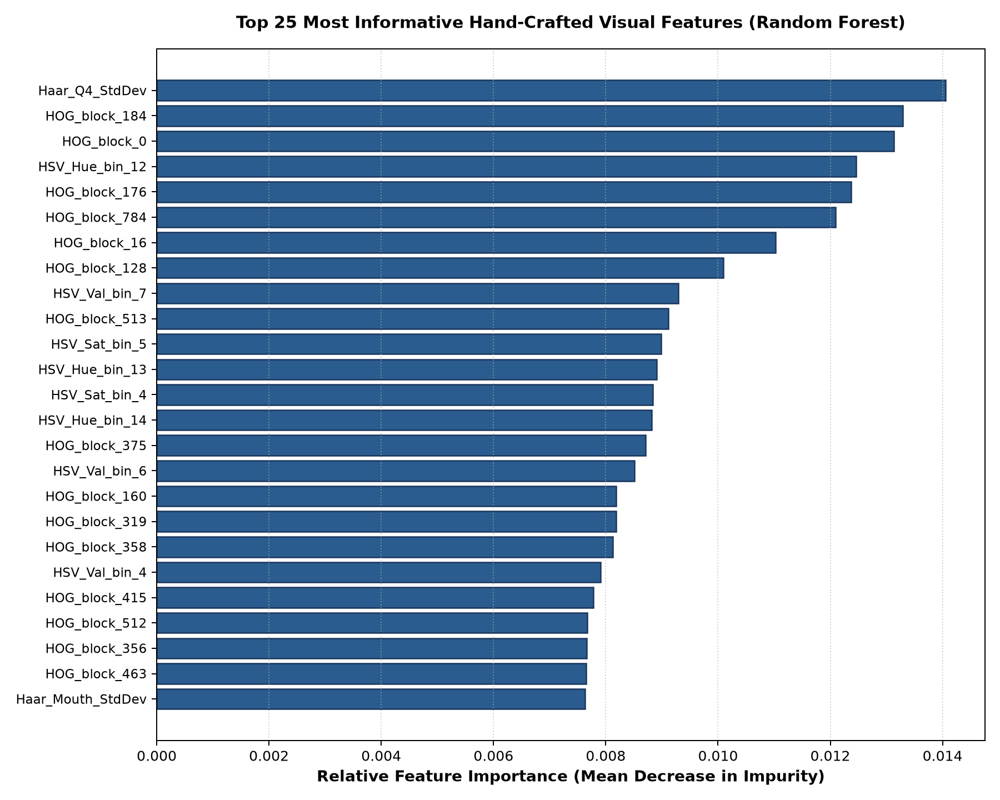 Top 25 Most Informative Hand-Crafted Visual Features (Random Forest)
Haar_Q4_StdDev
HOG_block_184
HOG_block_0
HSV_Hue_bin_12
HOG_block_176
HOG_block_784
HOG_block_16
HOG_block_128
HSV_Val_bin_7
HOG_block_513
HSV_Sat_bin_5
HSV_Hue_bin_13
HSV_Sat_bin_4
HSV_Hue_bin_14
HOG_block_375
HSV_Val_bin_6
HOG_block_160
HOG_block_319
HOG_block_358
HSV_Val_bin_4
HOG_block_415
HOG_block_512
HOG_block_356
HOG_block_463
Haar_Mouth_StdDev
0.000 0.002 0.004 0.006 0.008 0.010 0.012 0.014
Relative Feature Importance (Mean Decrease in Impurity)